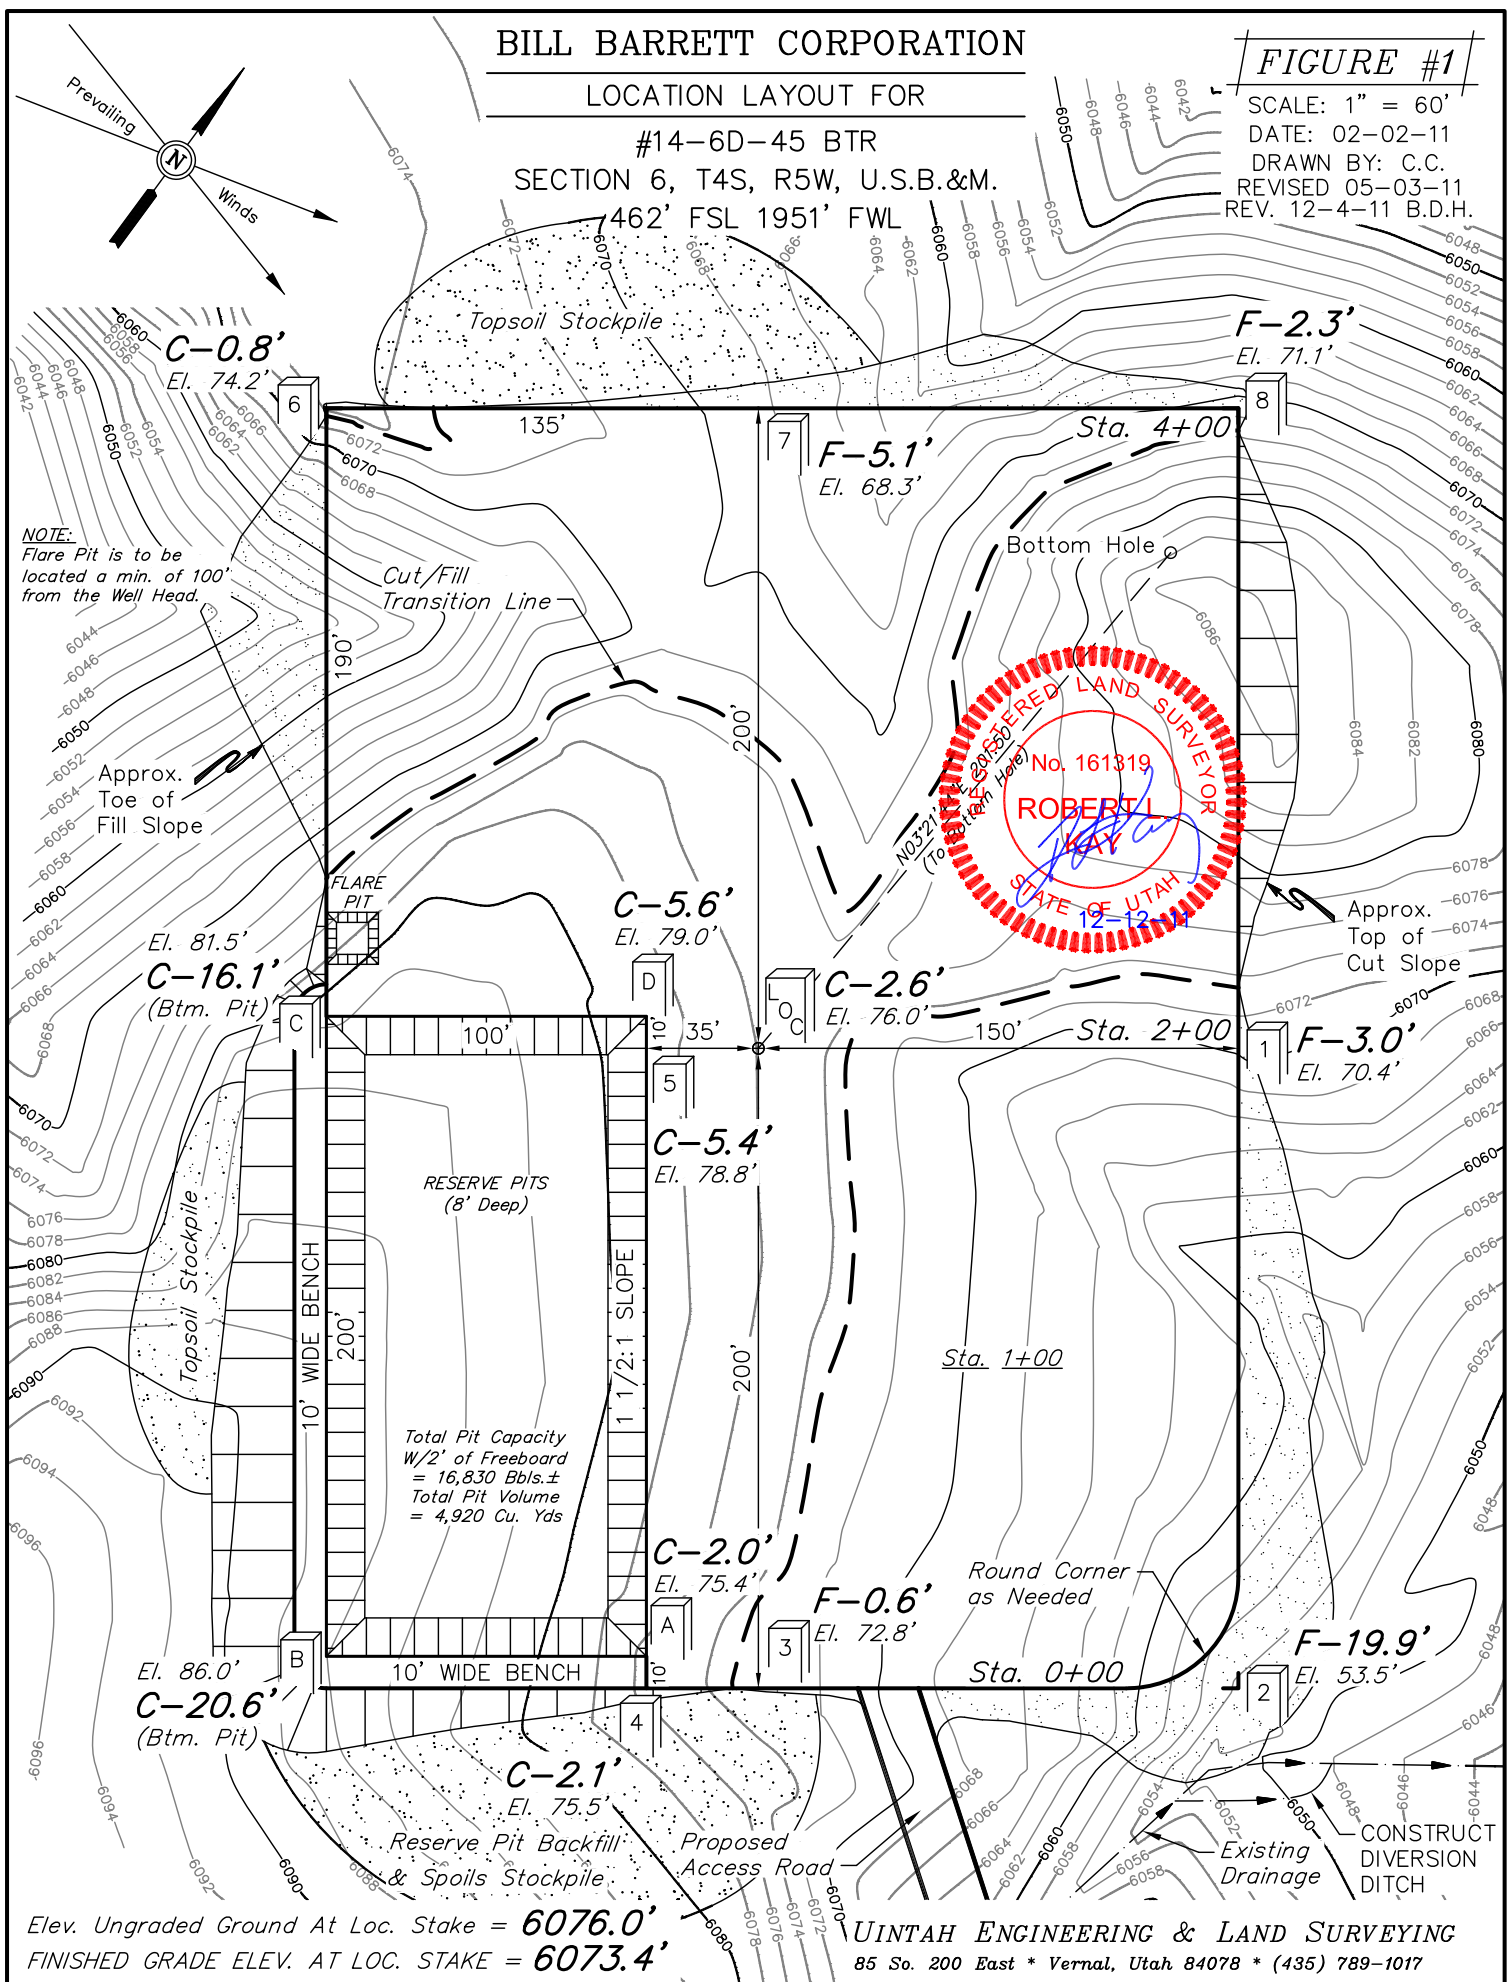 BILL BARRETT CORPORATION
LOCATION LAYOUT FOR
#14-6D-45 BTR
SECTION 6, T4S, R5W, U.S.B.&M.
462' FSL 1951' FWL
FIGURE #1
SCALE: 1" = 60'
DATE: 02-02-11
DRAWN BY: C.C.
REVISED 05-03-11
REV. 12-4-11 B.D.H.
Prevailing
N
Winds
Topsoil Stockpile
C-0.8'
El. 74.2'
6
F-2.3'
El. 71.1'
8
135'
7
F-5.1'
El. 68.3'
Sta. 4+00
NOTE:
Flare Pit is to be
located a min. of 100'
from the Well Head.
Cut/Fill
Transition Line
Bottom Hole
190'
200'
Approx.
Toe of
Fill Slope
N03°21'44"E 201.50'
(To Bottom Hole)
REGISTERED LAND SURVEYOR
No. 161319
ROBERT L.
KAY
STATE OF UTAH
12-12-11
FLARE
PIT
El. 81.5'
C-16.1'
(Btm. Pit)
C
C-5.6'
El. 79.0'
D
LOC
C-2.6'
El. 76.0'
Approx.
Top of
Cut Slope
100'
10'
35'
150'
Sta. 2+00
1
F-3.0'
El. 70.4'
5
C-5.4'
El. 78.8'
RESERVE PITS
(8' Deep)
Topsoil Stockpile
10' WIDE BENCH
200'
1 1/2:1 SLOPE
200'
Sta. 1+00
Total Pit Capacity
W/2' of Freeboard
= 16,830 Bbls.±
Total Pit Volume
= 4,920 Cu. Yds
C-2.0'
El. 75.4'
A
F-0.6'
El. 72.8'
3
Round Corner
as Needed
El. 86.0'
C-20.6'
(Btm. Pit)
B
10' WIDE BENCH
10'
Sta. 0+00
F-19.9'
El. 53.5'
2
4
C-2.1'
El. 75.5'
Reserve Pit Backfill
& Spoils Stockpile
Proposed
Access Road
Existing
Drainage
CONSTRUCT
DIVERSION
DITCH
Elev. Ungraded Ground At Loc. Stake = 6076.0'
FINISHED GRADE ELEV. AT LOC. STAKE = 6073.4'
UINTAH ENGINEERING & LAND SURVEYING
85 So. 200 East * Vernal, Utah 84078 * (435) 789-1017